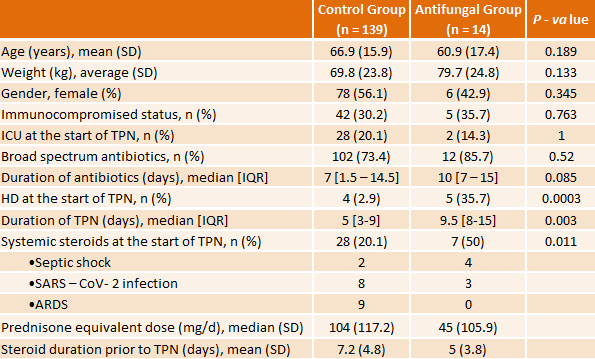 Control Group (n = 139) Antifungal Group (n = 14) P - va lue
Age (years), mean (SD) 66.9 (15.9) 60.9 (17.4) 0.189
Weight (kg), average (SD) 69.8 (23.8) 79.7 (24.8) 0.133
Gender, female (%) 78 (56.1) 6 (42.9) 0.345
Immunocompromised status, n (%) 42 (30.2) 5 (35.7) 0.763
ICU at the start of TPN, n (%) 28 (20.1) 2 (14.3) 1
Broad spectrum antibiotics, n (%) 102 (73.4) 12 (85.7) 0.52
Duration of antibiotics (days), median [IQR] 7 [1.5 – 14.5] 10 [7 – 15] 0.085
HD at the start of TPN, n (%) 4 (2.9) 5 (35.7) 0.0003
Duration of TPN (days), median [IQR] 5 [3-9] 9.5 [8-15] 0.003
Systemic steroids at the start of TPN, n (%) 28 (20.1) 7 (50) 0.011
•Septic shock 2 4
•SARS – CoV- 2 infection 8 3
•ARDS 9 0
Prednisone equivalent dose (mg/d), median (SD) 104 (117.2) 45 (105.9)
Steroid duration prior to TPN (days), mean (SD) 7.2 (4.8) 5 (3.8)